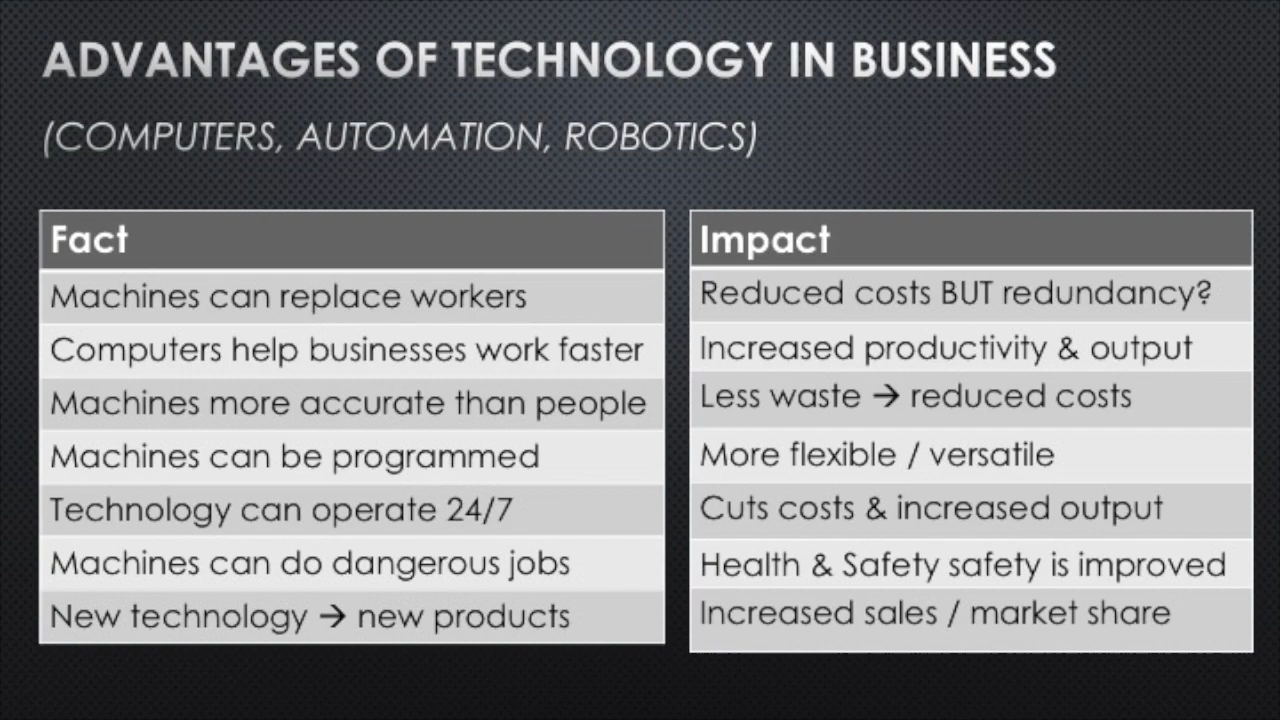 ADVANTAGES OF TECHNOLOGY IN BUSINESS
(COMPUTERS, AUTOMATION, ROBOTICS)
Fact
Machines can replace workers
Computers help businesses work faster
Machines more accurate than people
Machines can be programmed
Technology can operate 24/7
Machines can do dangerous jobs
New technology → new products
Impact
Reduced costs BUT redundancy?
Increased productivity & output
Less waste → reduced costs
More flexible / versatile
Cuts costs & increased output
Health & Safety safety is improved
Increased sales / market share